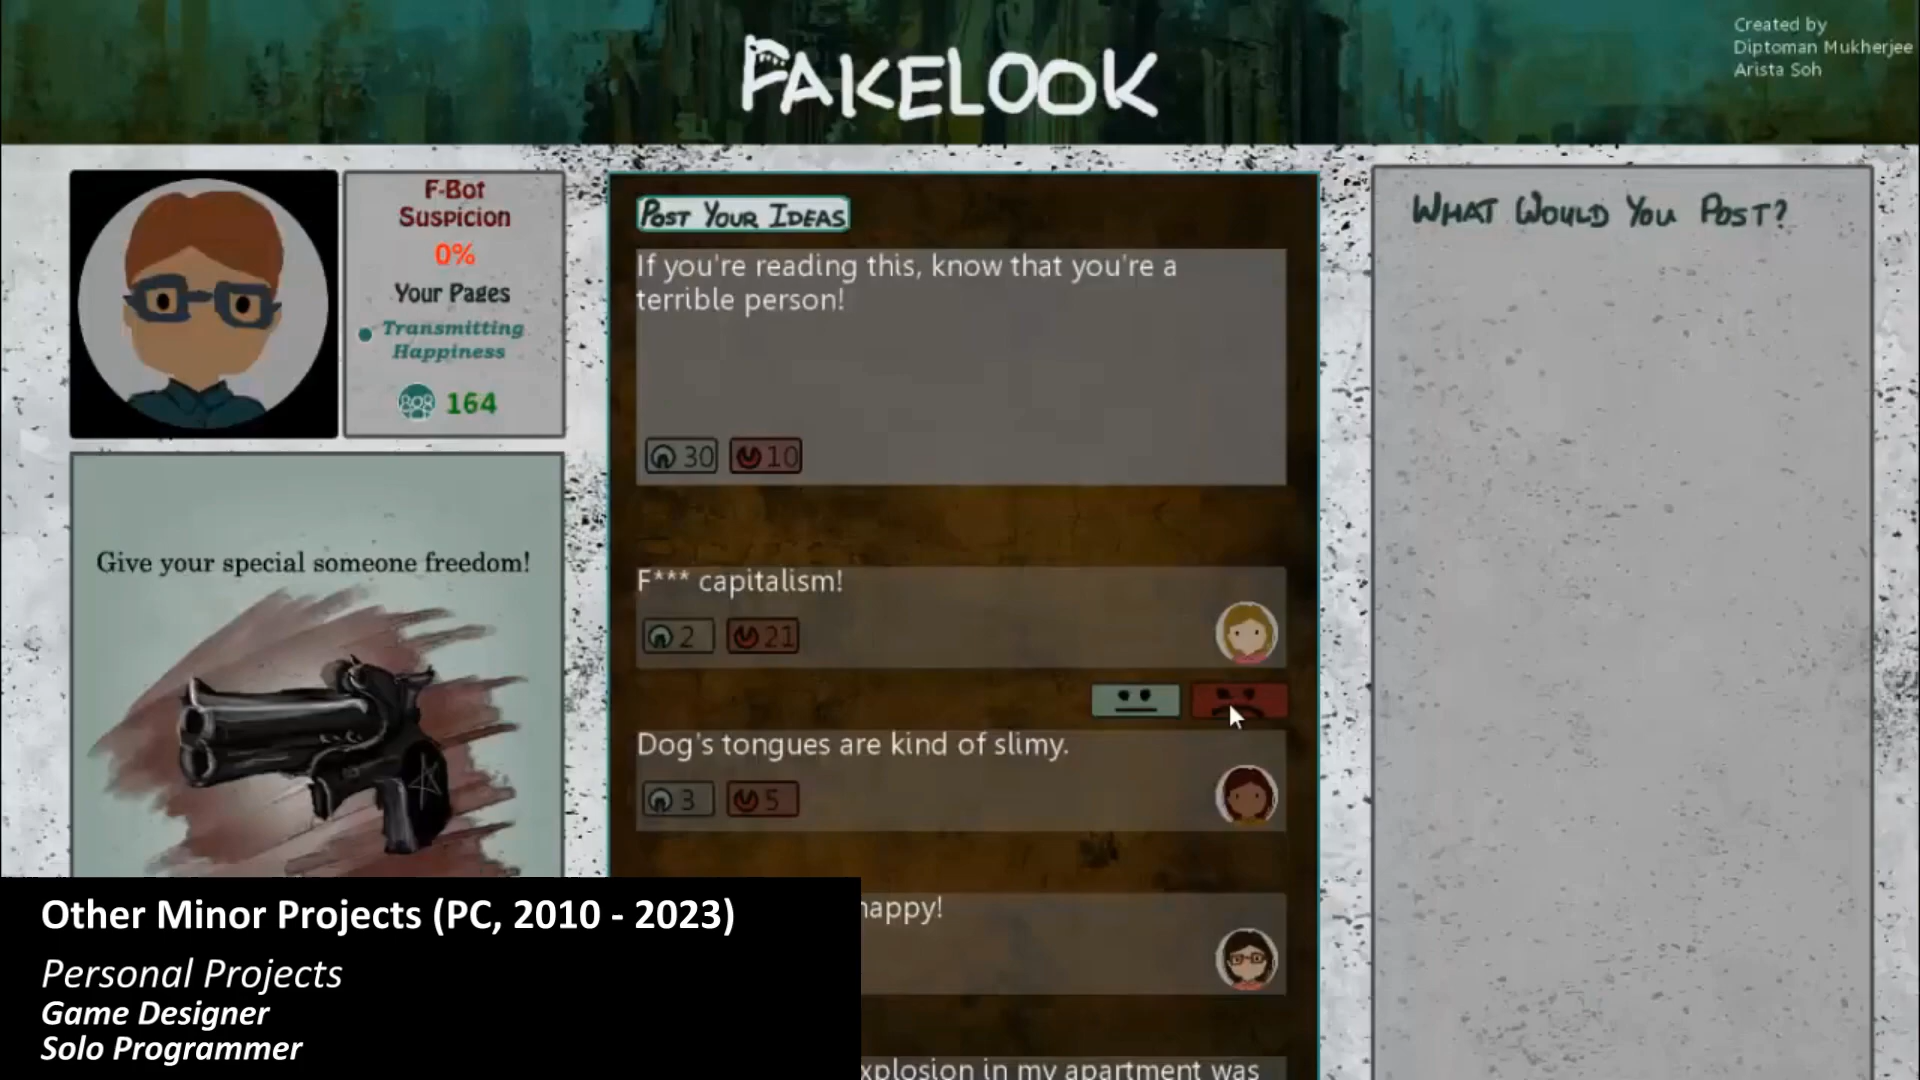 FAKELOOK
Created by
Diptoman Mukherjee
Arista Soh
F-Bot
Suspicion
0%
Your Pages
Transmitting
Happiness
164
Give your special someone freedom!
POST YOUR IDEAS
If you're reading this, know that you're a
terrible person!
30 10
F*** capitalism!
2 21
Dog's tongues are kind of slimy.
3 5
happy!
xplosion in my apartment was
WHAT WOULD YOU POST?
Other Minor Projects (PC, 2010 - 2023)
Personal Projects
Game Designer
Solo Programmer